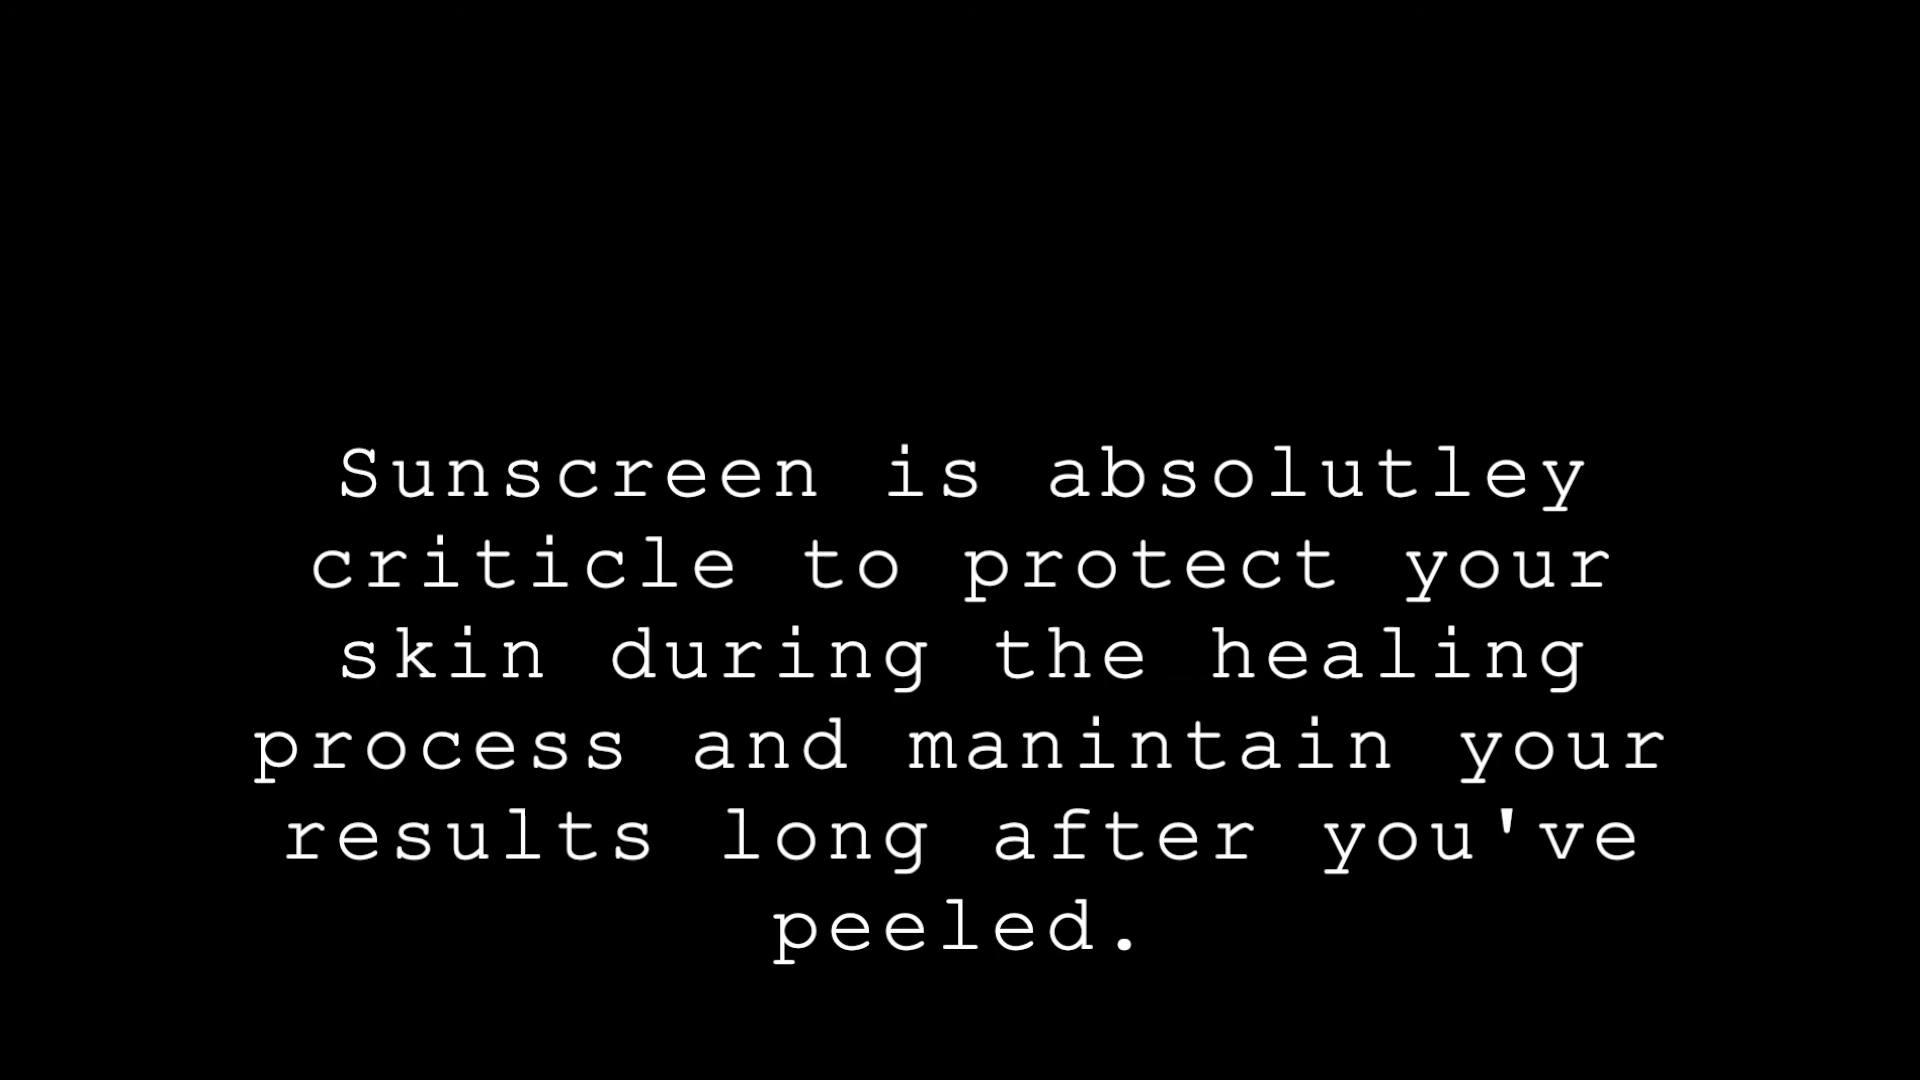 Sunscreen is absolutley
criticle to protect your
skin during the healing
process and manintain your
results long after you've
peeled.